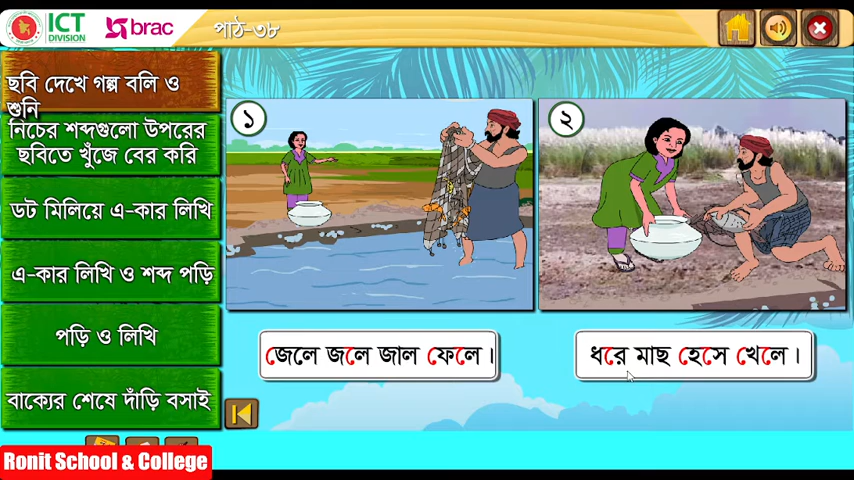 ICT
DIVISION
brac
পাঠ-৩৮
ছবি দেখে গল্প বলি ও
শুনি
নিচের শব্দগুলো উপরের
ছবিতে খুঁজে বের করি
ডট মিলিয়ে এ-কার লিখি
এ-কার লিখি ও শব্দ পড়ি
পড়ি ও লিখি
বাক্যের শেষে দাঁড়ি বসাই
১
২
জেলে জলে জাল ফেলে।
ধরে মাছ হেসে খেলে।
Ronit School & College